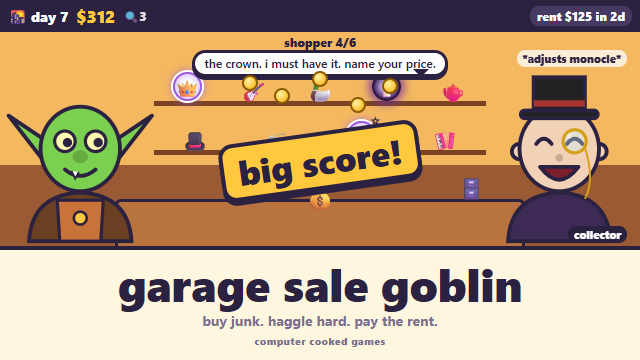 day 7 $312 3
rent $125 in 2d
shopper 4/6
the crown. i must have it. name your price.
*adjusts monocle*
big score!
$
collector
garage sale goblin
buy junk. haggle hard. pay the rent.
computer cooked games